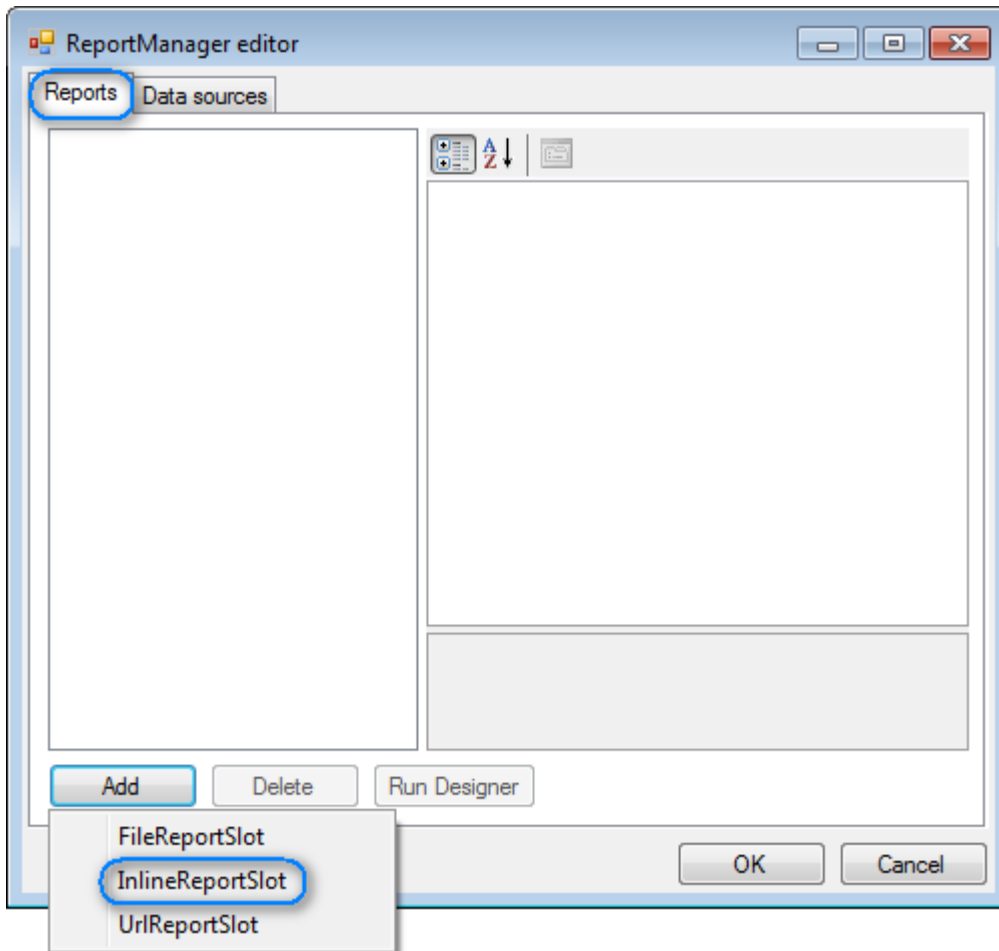 ReportManager editor
Reports Data sources
A
Z
Add Delete Run Designer
FileReportSlot
InlineReportSlot
UrlReportSlot
OK Cancel